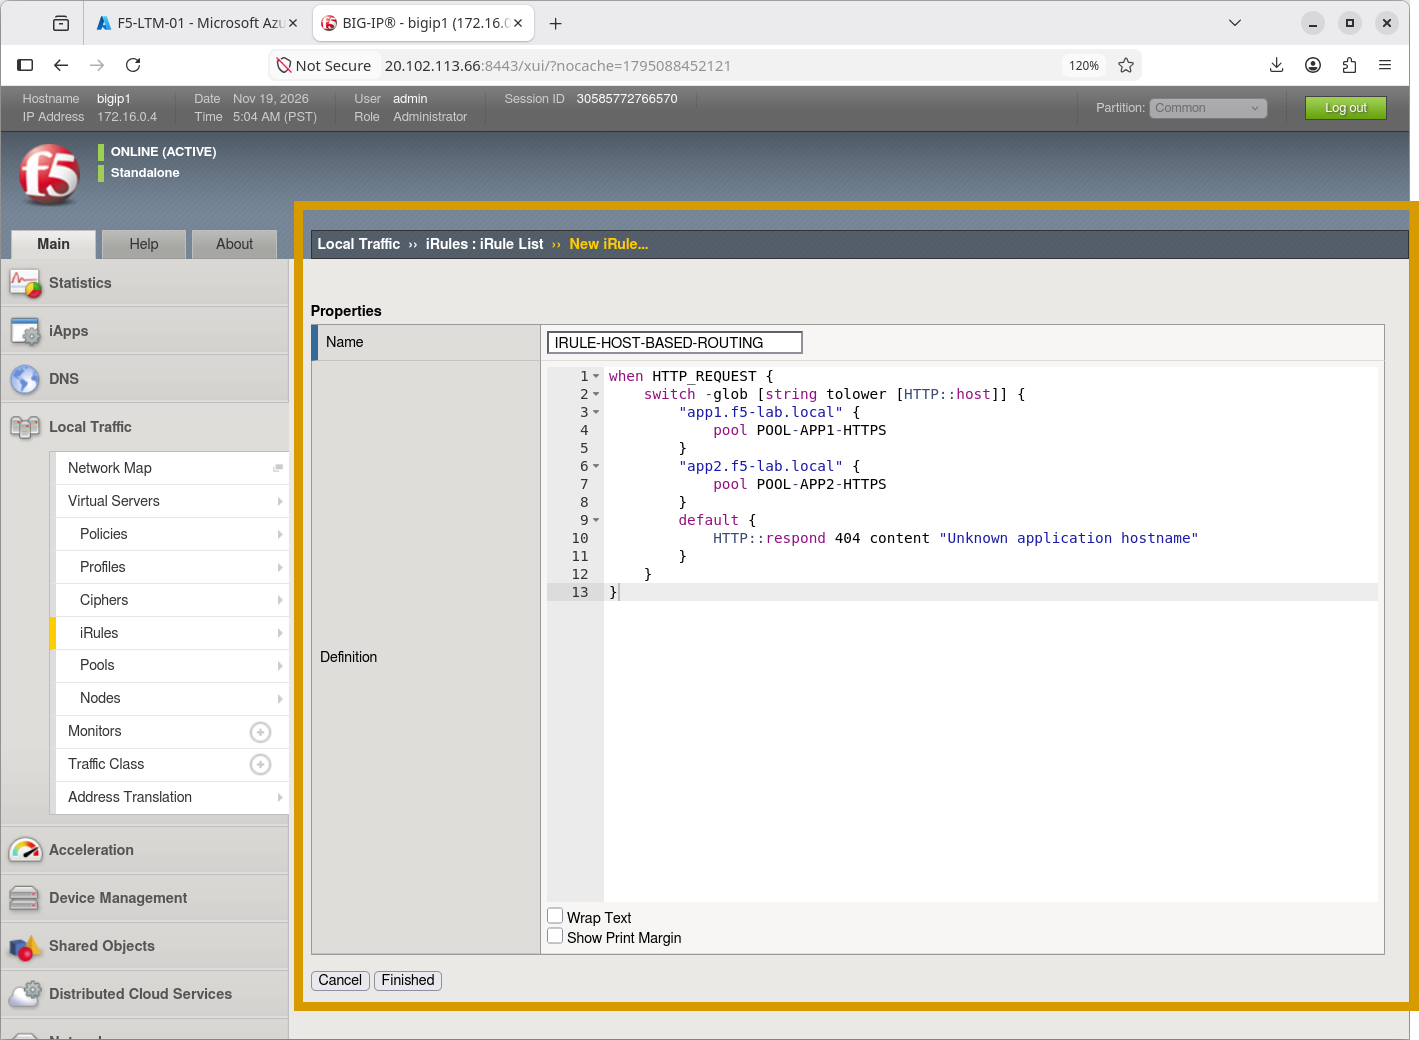 F5-LTM-01 - Microsoft Azu
BIG-IP® - bigip1 (172.16.0
Not Secure 20.102.113.66:8443/xui/?nocache=1795088452121 120%
Hostname bigip1 Date Nov 19, 2026 User admin Session ID 30585772766570
IP Address 172.16.0.4 Time 5:04 AM (PST) Role Administrator
Partition: Common Log out
f5
ONLINE (ACTIVE)
Standalone
Main Help About
Local Traffic ›› iRules : iRule List ›› New iRule...
Statistics
iApps
DNS
Local Traffic
Network Map
Virtual Servers
Policies
Profiles
Ciphers
iRules
Pools
Nodes
Monitors
Traffic Class
Address Translation
Acceleration
Device Management
Shared Objects
Distributed Cloud Services
Properties
Name IRULE-HOST-BASED-ROUTING
Definition
1 when HTTP_REQUEST {
2 switch -glob [string tolower [HTTP::host]] {
3 "app1.f5-lab.local" {
4 pool POOL-APP1-HTTPS
5 }
6 "app2.f5-lab.local" {
7 pool POOL-APP2-HTTPS
8 }
9 default {
10 HTTP::respond 404 content "Unknown application hostname"
11 }
12 }
13 }
Wrap Text
Show Print Margin
Cancel Finished